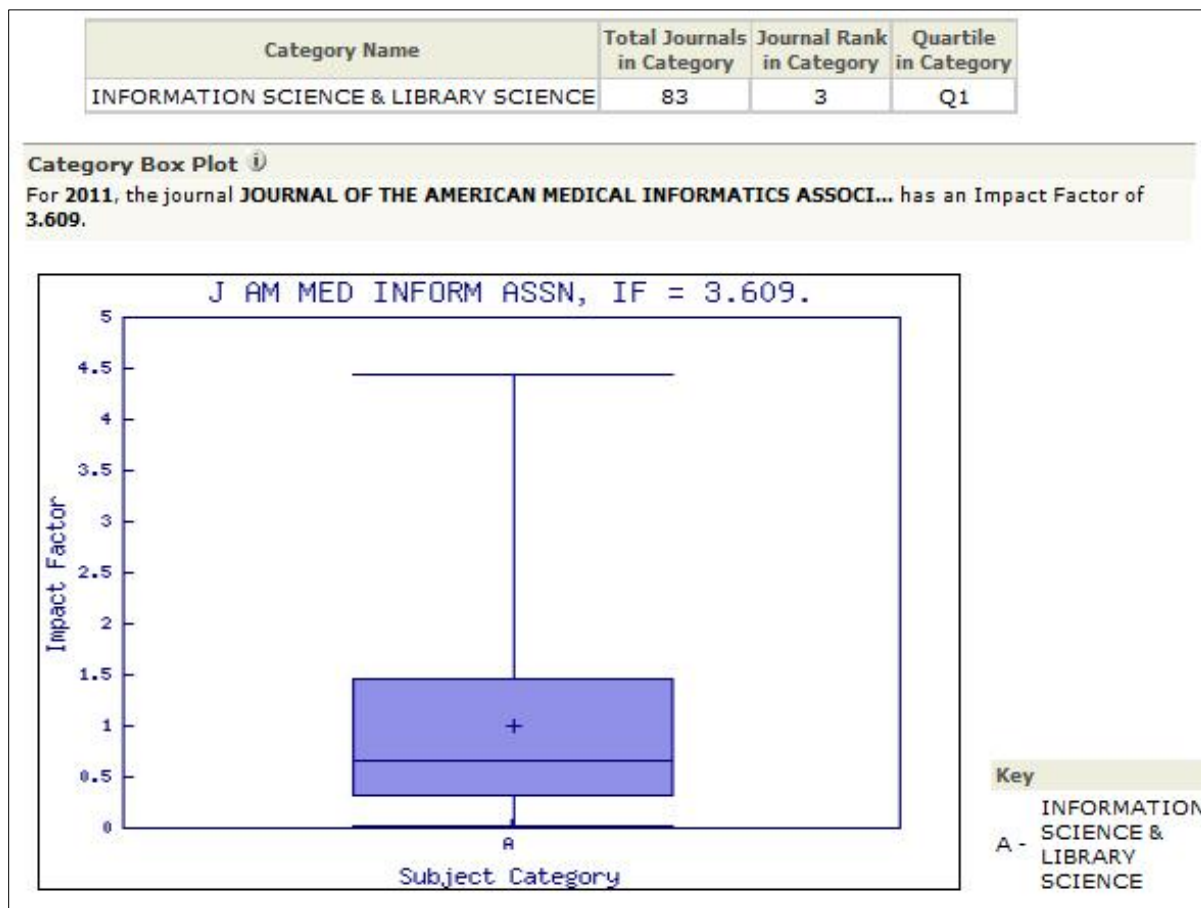 Category Name Total Journals in Category Journal Rank in Category Quartile in Category
INFORMATION SCIENCE & LIBRARY SCIENCE 83 3 Q1
Category Box Plot i
For 2011, the journal JOURNAL OF THE AMERICAN MEDICAL INFORMATICS ASSOCI... has an Impact Factor of
3.609.
J AM MED INFORM ASSN, IF = 3.609.
5
4.5
4
3.5
3
2.5
2
1.5
1
0.5
0
Impact Factor
A
Subject Category
Key
A - INFORMATION
SCIENCE &
LIBRARY
SCIENCE